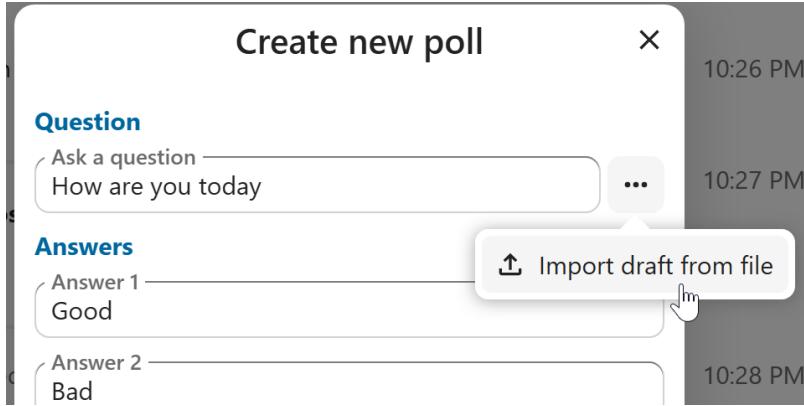 Create new poll
10:26 PM
Question
Ask a question
How are you today
10:27 PM
Answers
Import draft from file
Answer 1
Good
Answer 2
10:28 PM
Bad